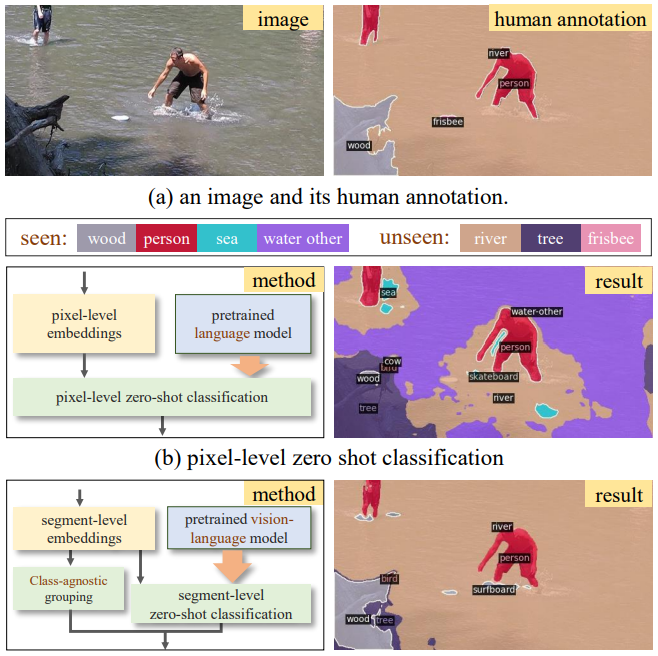 image
human annotation
river
person
frisbee
wood
(a) an image and its human annotation.
seen: wood person sea water other unseen: river tree frisbee
method
pixel-level
embeddings
pretrained
language model
pixel-level zero-shot classification
result
sea
water-other
person
cow
bird
wood
skateboard
river
tree
(b) pixel-level zero shot classification
method
segment-level
embeddings
pretrained vision-
language model
Class-agnostic
grouping
segment-level
zero-shot classification
result
river
person
bird
surfboard
wood
tree